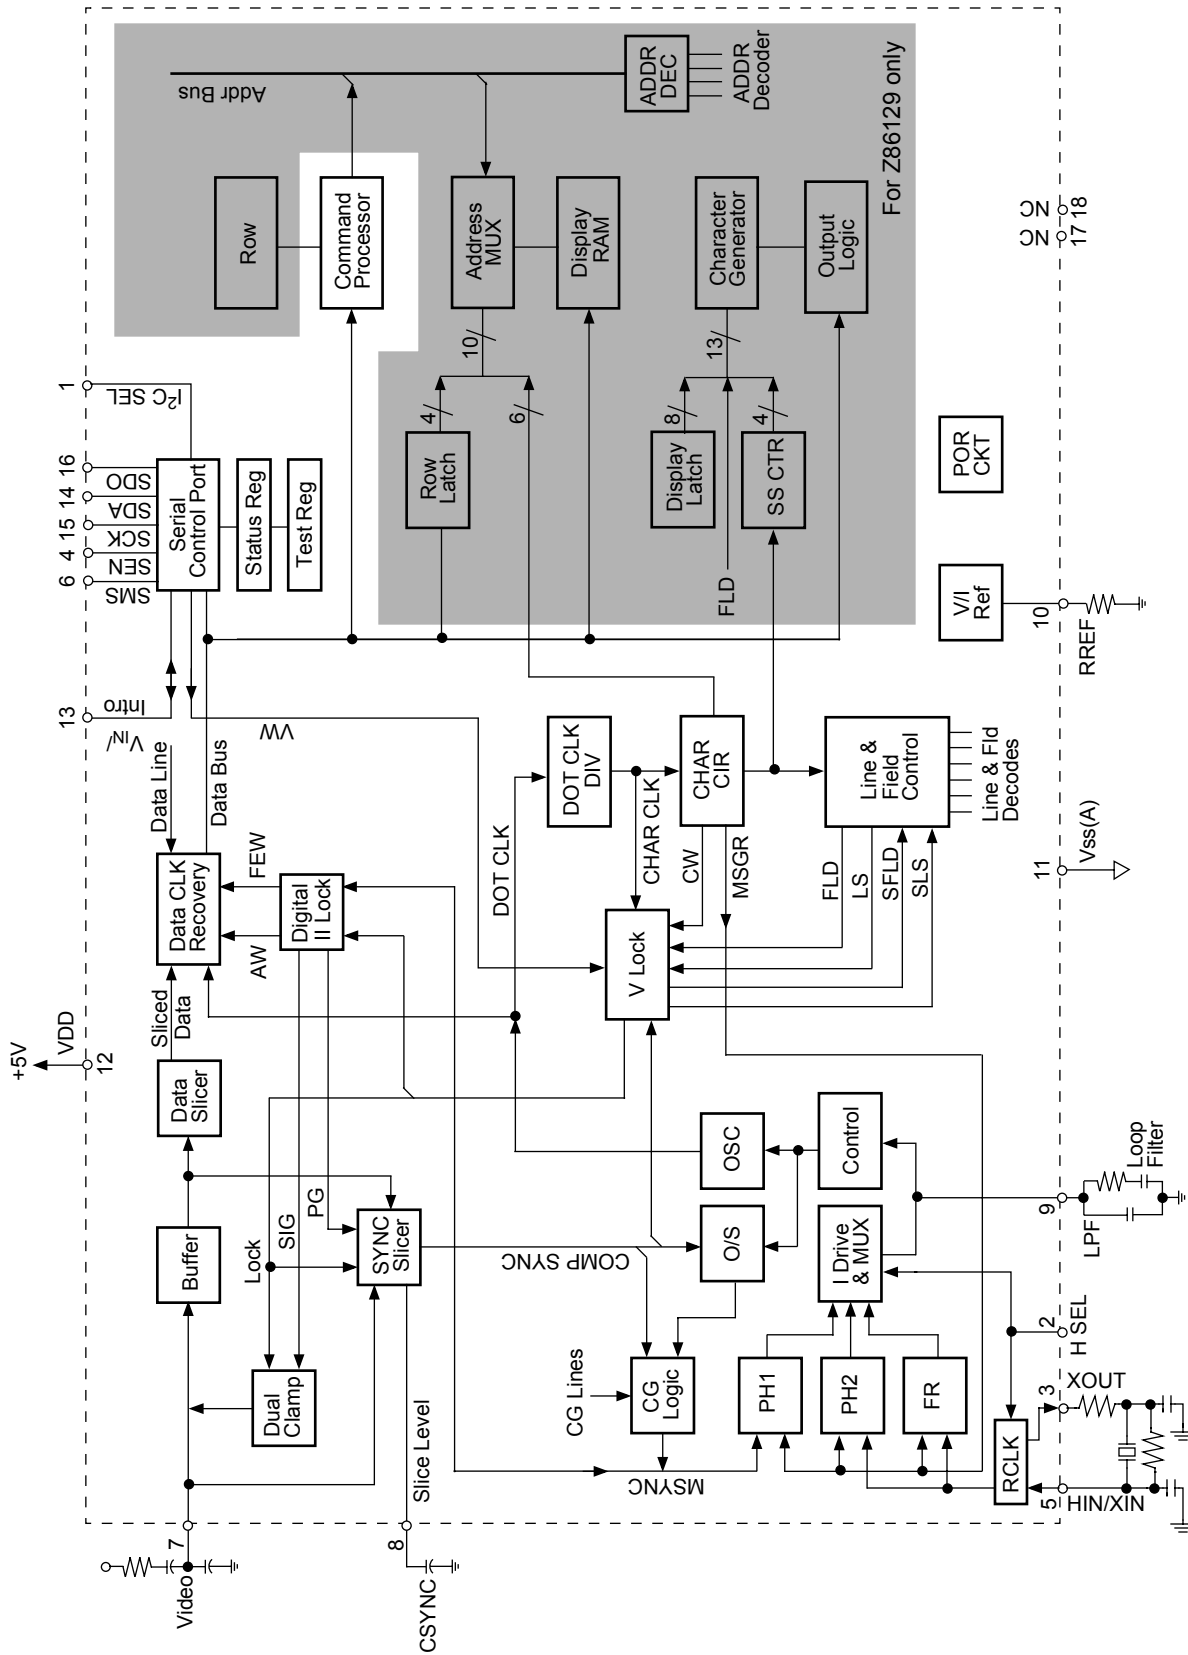 +5V
VDD
12
V_IN/
Intro
13
SMS
6
SEN
4
SCK
15
SDA
14
SDO
16
I²C SEL
1
Video
7
Buffer
Data
Slicer
Sliced
Data
Data CLK
Recovery
Data Line
Data Bus
VW
Serial
Control Port
Status Reg
Test Reg
Row
Command
Processor
Addr Bus
ADDR
DEC
ADDR
Decoder
Dual
Clamp
Lock
SIG
PG
AW
FEW
Digital
II Lock
SYNC
Slicer
Slice Level
CSYNC
8
Row
Latch
4
6
10
Address
MUX
Display
RAM
DOT CLK
DOT CLK
DIV
CHAR CLK
CHAR
CIR
CW
MSGR
V Lock
COMP SYNC
CG Lines
CG
Logic
MSYNC
O/S
OSC
Display
Latch
8
FLD
SS CTR
4
13
Character
Generator
Output
Logic
For Z86129 only
PH1
PH2
FR
I Drive
& MUX
Control
FLD
LS
SFLD
SLS
Line &
Field
Control
Line & Fld
Decodes
V/I
Ref
POR
CKT
RCLK
5
HIN/XIN
3
XOUT
2
H SEL
9
LPF
Loop
Filter
11
Vss(A)
10
RREF
NC
17
NC
18